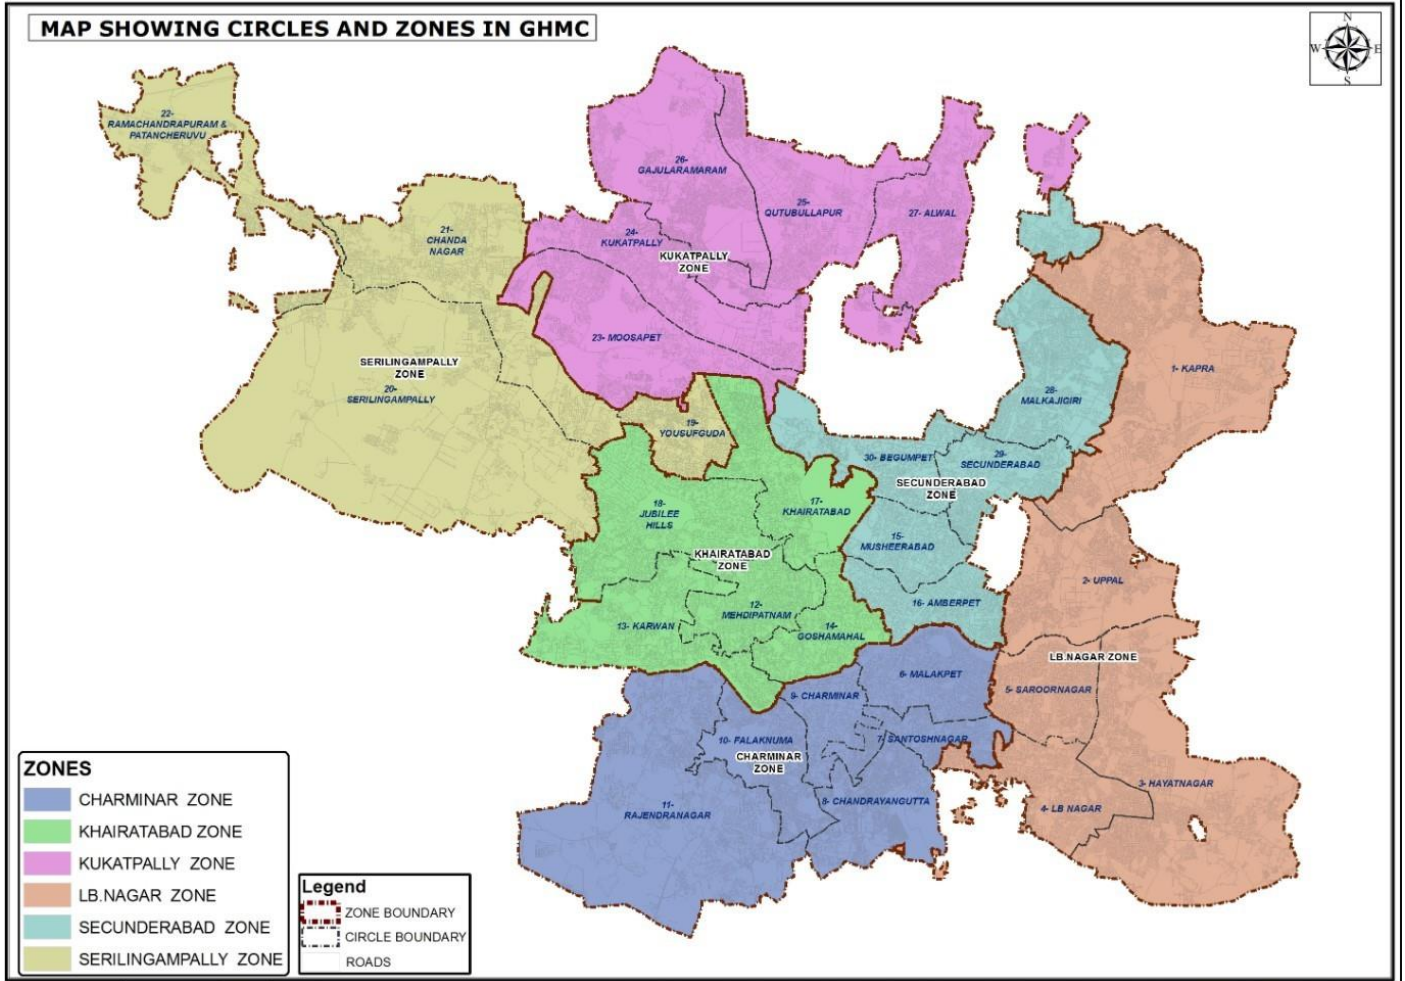 MAP SHOWING CIRCLES AND ZONES IN GHMC
N
W
E
S
22-
RAMACHANDRAPURAM &
PATANCHERUVU
26-
GAJULARAMARAM
25-
QUTUBULLAPUR
27- ALWAL
21-
CHANDA
NAGAR
24-
KUKATPALLY
KUKATPALLY
ZONE
23- MOOSAPET
SERILINGAMPALLY
ZONE
20-
SERILINGAMPALLY
1- KAPRA
28-
MALKAJIGIRI
19-
YOUSUFGUDA
30- BEGUMPET
29-
SECUNDERABAD
SECUNDERABAD
ZONE
18-
JUBILEE
HILLS
17-
KHAIRATABAD
15-
MUSHEERABAD
KHAIRATABAD
ZONE
2- UPPAL
16- AMBERPET
12-
MEHDIPATNAM
13- KARWAN
14-
GOSHAMAHAL
LB.NAGAR ZONE
6- MALAKPET
5- SAROORNAGAR
9- CHARMINAR
10- FALAKNUMA
7- SANTOSHNAGAR
CHARMINAR
ZONE
3- HAYATNAGAR
11-
RAJENDRANAGAR
8- CHANDRAYANGUTTA
4- LB NAGAR
ZONES
CHARMINAR ZONE
KHAIRATABAD ZONE
KUKATPALLY ZONE
LB.NAGAR ZONE
SECUNDERABAD ZONE
SERILINGAMPALLY ZONE
Legend
ZONE BOUNDARY
CIRCLE BOUNDARY
ROADS